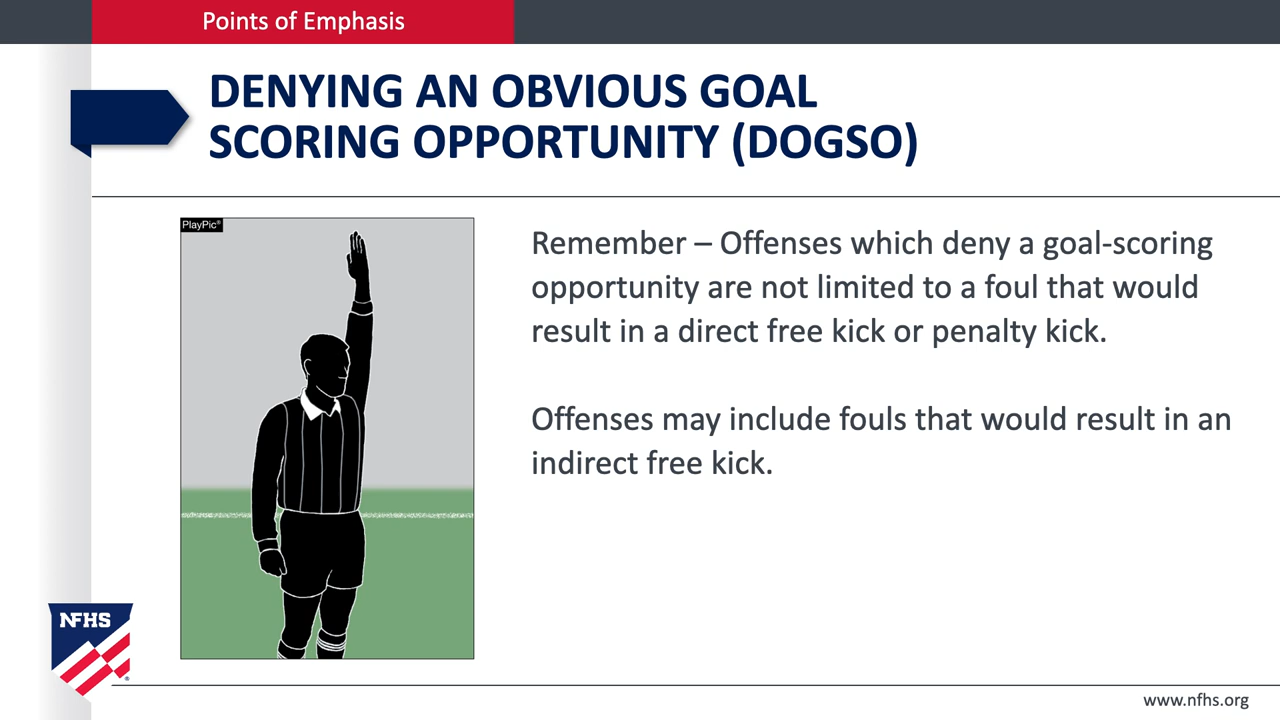 Points of Emphasis
DENYING AN OBVIOUS GOAL
SCORING OPPORTUNITY (DOGSO)
PlayPic®
Remember – Offenses which deny a goal-scoring
opportunity are not limited to a foul that would
result in a direct free kick or penalty kick.
Offenses may include fouls that would result in an
indirect free kick.
NFHS
®
www.nfhs.org